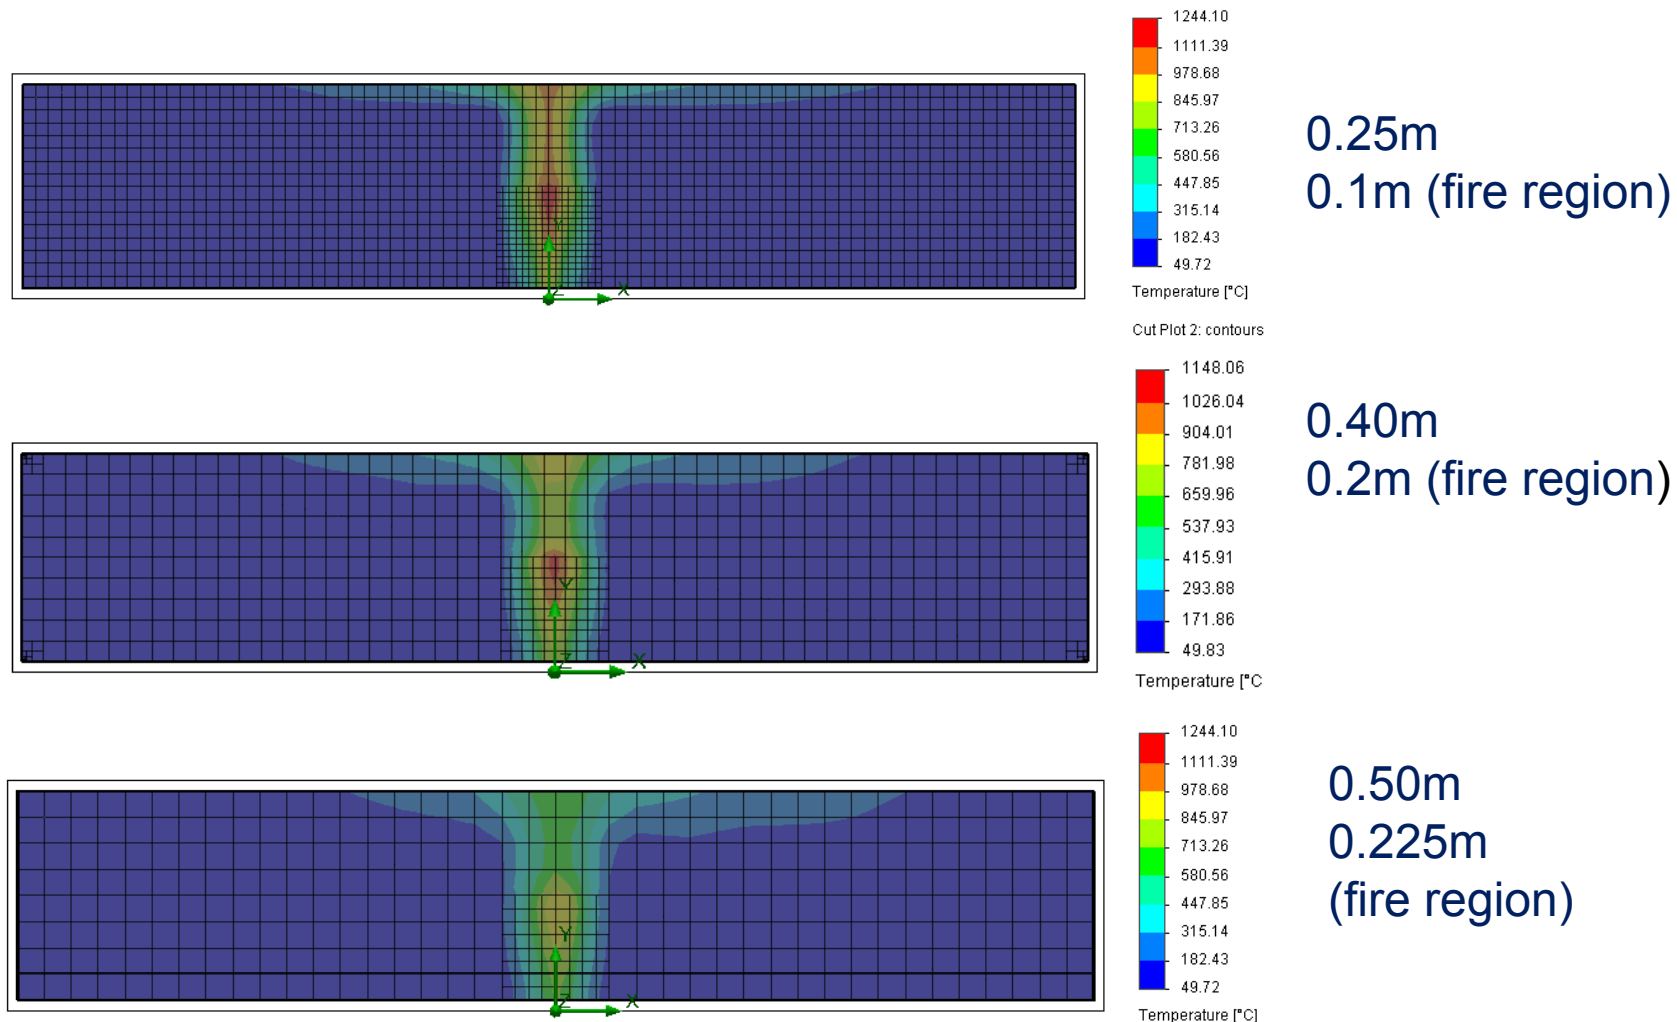 1244.10
1111.39
978.68
845.97
713.26
580.56
447.85
315.14
182.43
49.72
Temperature [°C]
Cut Plot 2: contours
0.25m
0.1m (fire region)
Y
Z
X
1148.06
1026.04
904.01
781.98
659.96
537.93
415.91
293.88
171.86
49.83
Temperature [°C
0.40m
0.2m (fire region)
Y
Z
X
1244.10
1111.39
978.68
845.97
713.26
580.56
447.85
315.14
182.43
49.72
Temperature [°C]
0.50m
0.225m
(fire region)
Y
Z
X